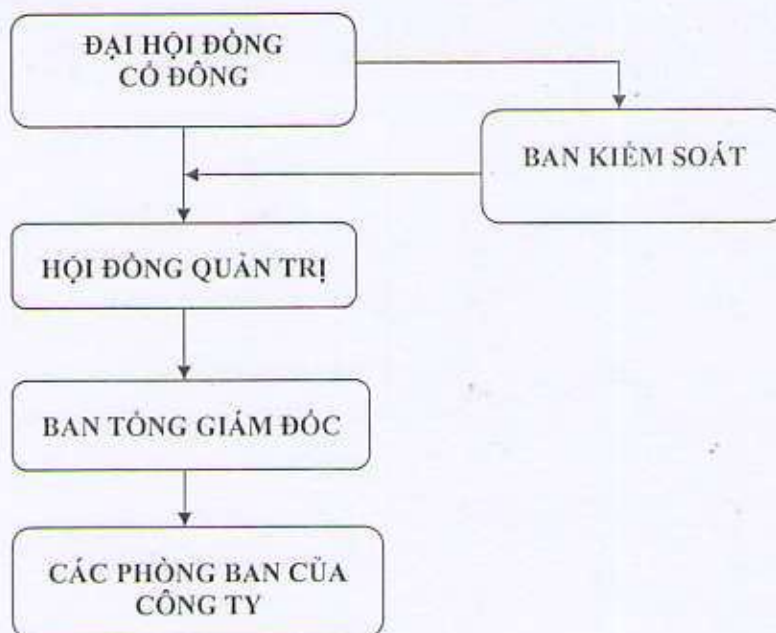 ĐẠI HỘI ĐỒNG
CỔ ĐÔNG
BAN KIỂM SOÁT
HỘI ĐỒNG QUẢN TRỊ
BAN TỔNG GIÁM ĐỐC
CÁC PHÒNG BAN CỦA
CÔNG TY